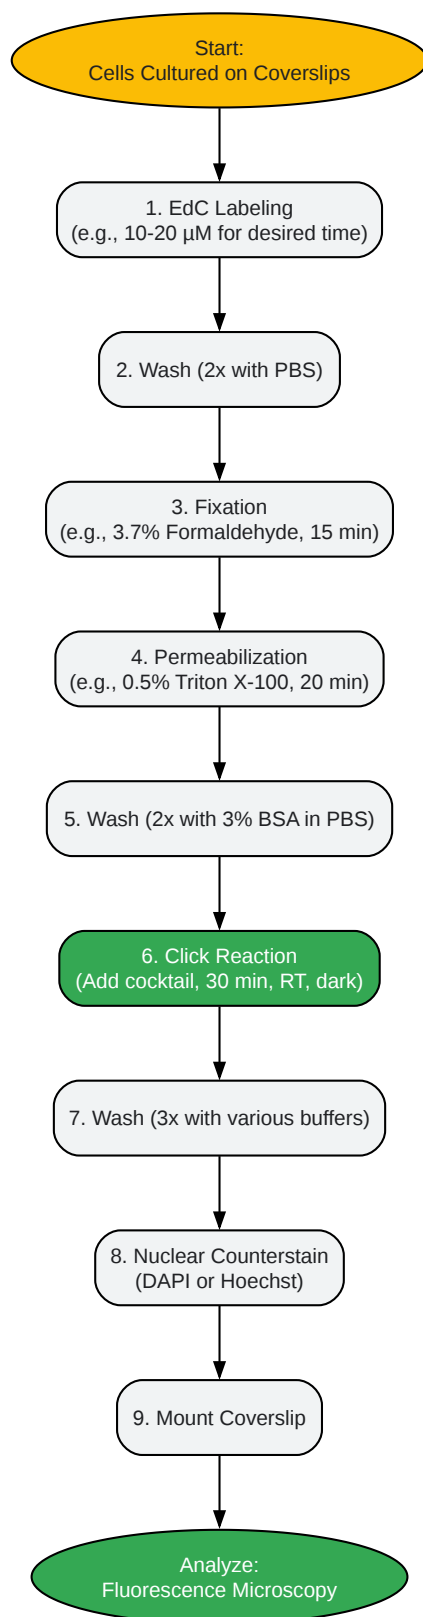 Start:
Cells Cultured on Coverslips
1. EdC Labeling
(e.g., 10-20 µM for desired time)
2. Wash (2x with PBS)
3. Fixation
(e.g., 3.7% Formaldehyde, 15 min)
4. Permeabilization
(e.g., 0.5% Triton X-100, 20 min)
5. Wash (2x with 3% BSA in PBS)
6. Click Reaction
(Add cocktail, 30 min, RT, dark)
7. Wash (3x with various buffers)
8. Nuclear Counterstain
(DAPI or Hoechst)
9. Mount Coverslip
Analyze:
Fluorescence Microscopy